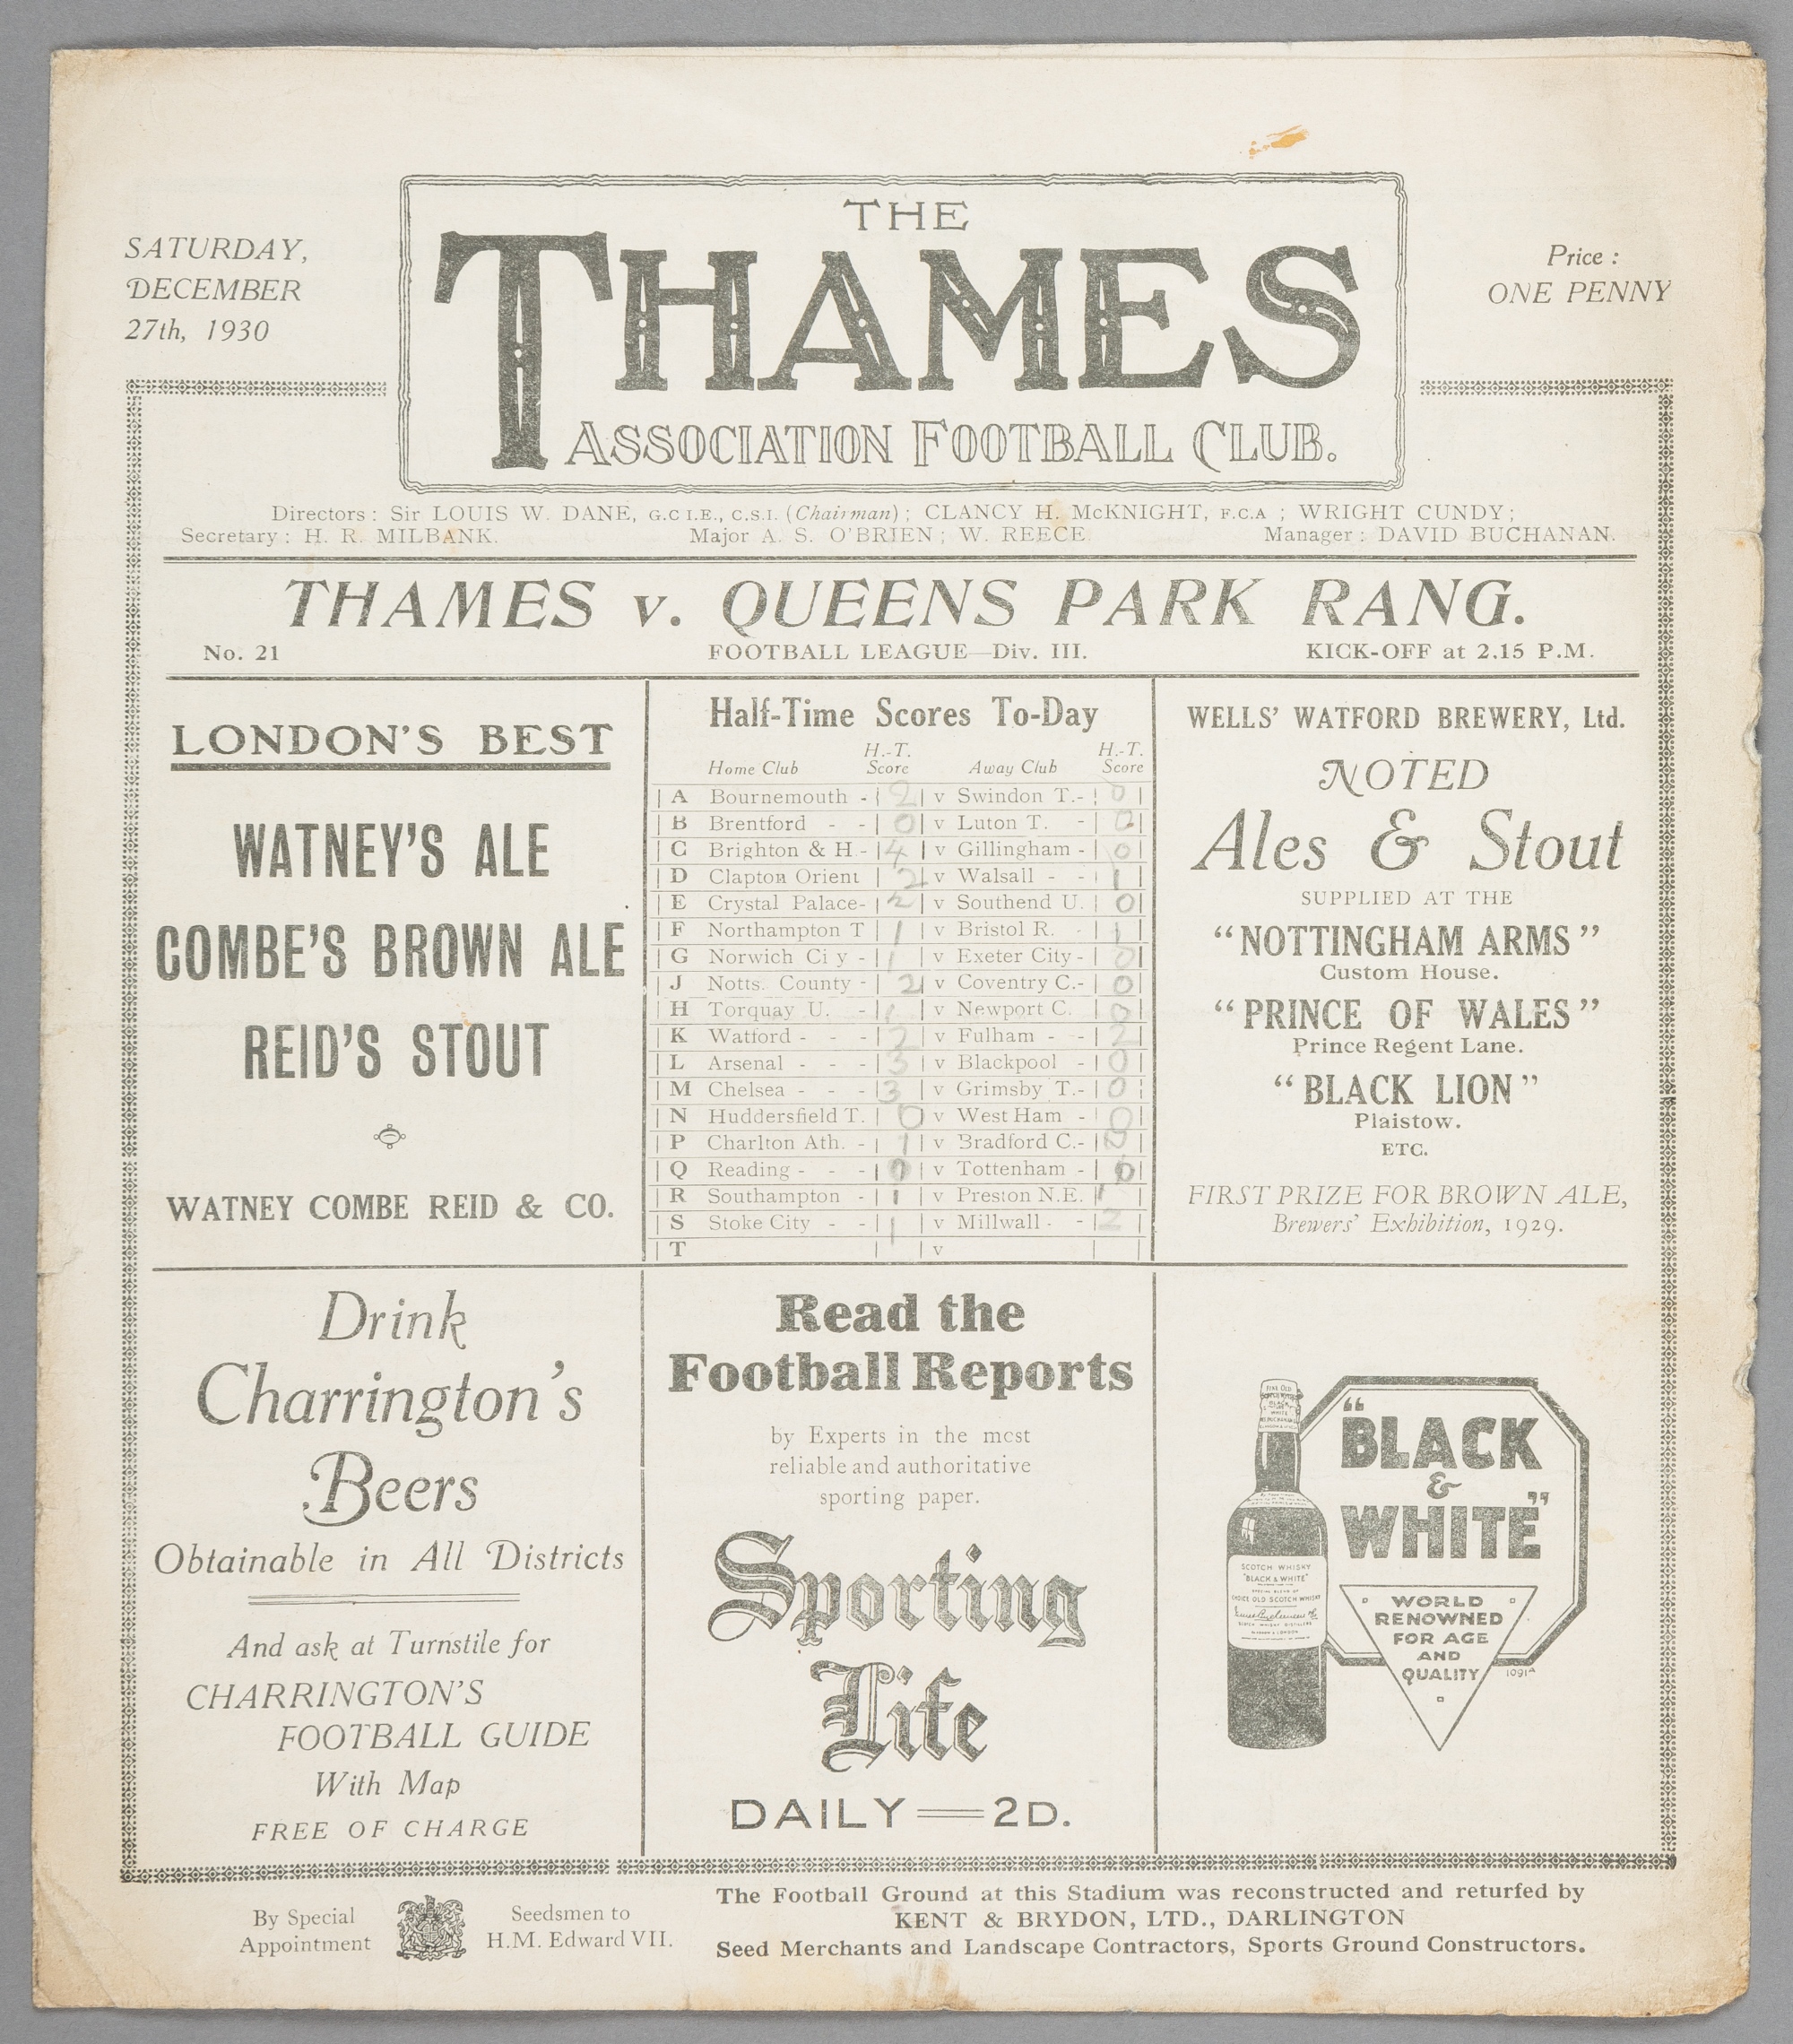 SATURDAY,
DECEMBER
27th, 1930
THE
THAMES
ASSOCIATION FOOTBALL CLUB.
Price :
ONE PENNY
Directors : Sir LOUIS W. DANE, G.C I.E., C.S.I. (Chairman) ; CLANCY H. McKNIGHT, F.C.A ; WRIGHT CUNDY ;
Secretary : H. R. MILBANK. Major A. S. O'BRIEN ; W. REECE. Manager : DAVID BUCHANAN.
THAMES v. QUEENS PARK RANG.
No. 21 FOOTBALL LEAGUE—Div. III. KICK-OFF at 2.15 P.M.
LONDON'S BEST
WATNEY'S ALE
COMBE'S BROWN ALE
REID'S STOUT
WATNEY COMBE REID & CO.
Half-Time Scores To-Day
Home Club H.-T. Score Away Club H.-T. Score
A Bournemouth - 2 v Swindon T.- 0
B Brentford - - 0 v Luton T. -
C Brighton & H.- 4 v Gillingham - 0
D Clapton Orient 2 v Walsall - - 1
E Crystal Palace- 2 v Southend U. 0
F Northampton T 1 v Bristol R. - 1
G Norwich Ci y - 1 v Exeter City- 0
J Notts. County - 2 v Coventry C.- 0
H Torquay U. - 1 v Newport C. 0
K Watford - - - 2 v Fulham - - 2
L Arsenal - - - 3 v Blackpool - 0
M Chelsea - - - 3 v Grimsby T.- 0
N Huddersfield T. 0 v West Ham - 0
P Charlton Ath. - 1 v Bradford C.-
Q Reading - - - v Tottenham -
R Southampton - 1 v Preston N.E. 1
S Stoke City - - 1 v Millwall - - 2
T v
WELLS' WATFORD BREWERY, Ltd.
NOTED
Ales & Stout
SUPPLIED AT THE
“NOTTINGHAM ARMS”
Custom House.
“PRINCE OF WALES”
Prince Regent Lane.
“BLACK LION”
Plaistow.
ETC.
FIRST PRIZE FOR BROWN ALE,
Brewers' Exhibition, 1929.
Drink
Charrington's
Beers
Obtainable in All Districts
And ask at Turnstile for
CHARRINGTON'S
FOOTBALL GUIDE
With Map
FREE OF CHARGE
Read the
Football Reports
by Experts in the most
reliable and authoritative
sporting paper.
Sporting
Life
DAILY — 2D.
“BLACK
&
WHITE”
SCOTCH WHISKY
"BLACK & WHITE"
CHOICE OLD SCOTCH WHISKY
WORLD
RENOWNED
FOR AGE
AND
QUALITY
1091A
By Special
Appointment
Seedsmen to
H.M. Edward VII.
The Football Ground at this Stadium was reconstructed and returfed by
KENT & BRYDON, LTD., DARLINGTON
Seed Merchants and Landscape Contractors, Sports Ground Constructors.